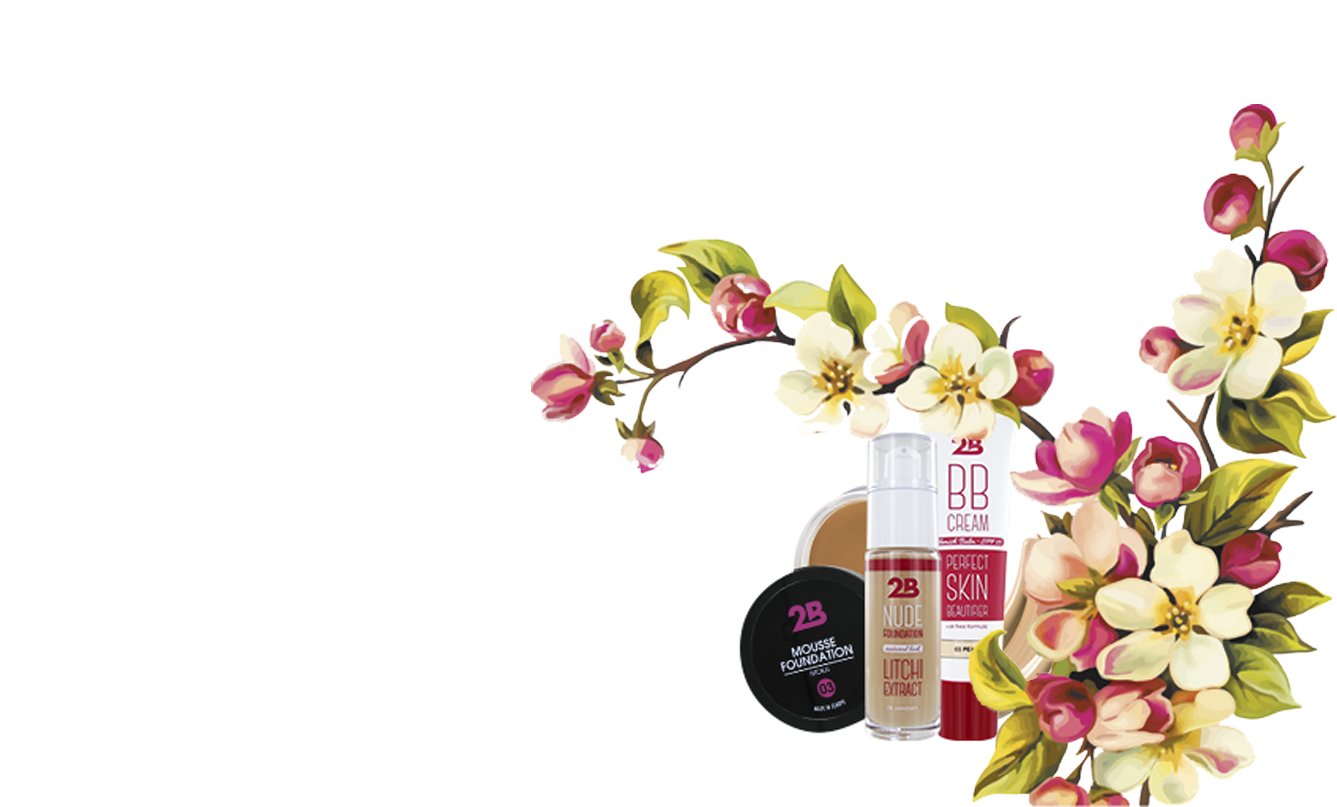 2B
MOUSSE
FOUNDATION
03
2B
NUDE
FOUNDATION
LITCHI
EXTRACT
2B
BB
CREAM
PERFECT
SKIN
BEAUTIFIER
oil free formula